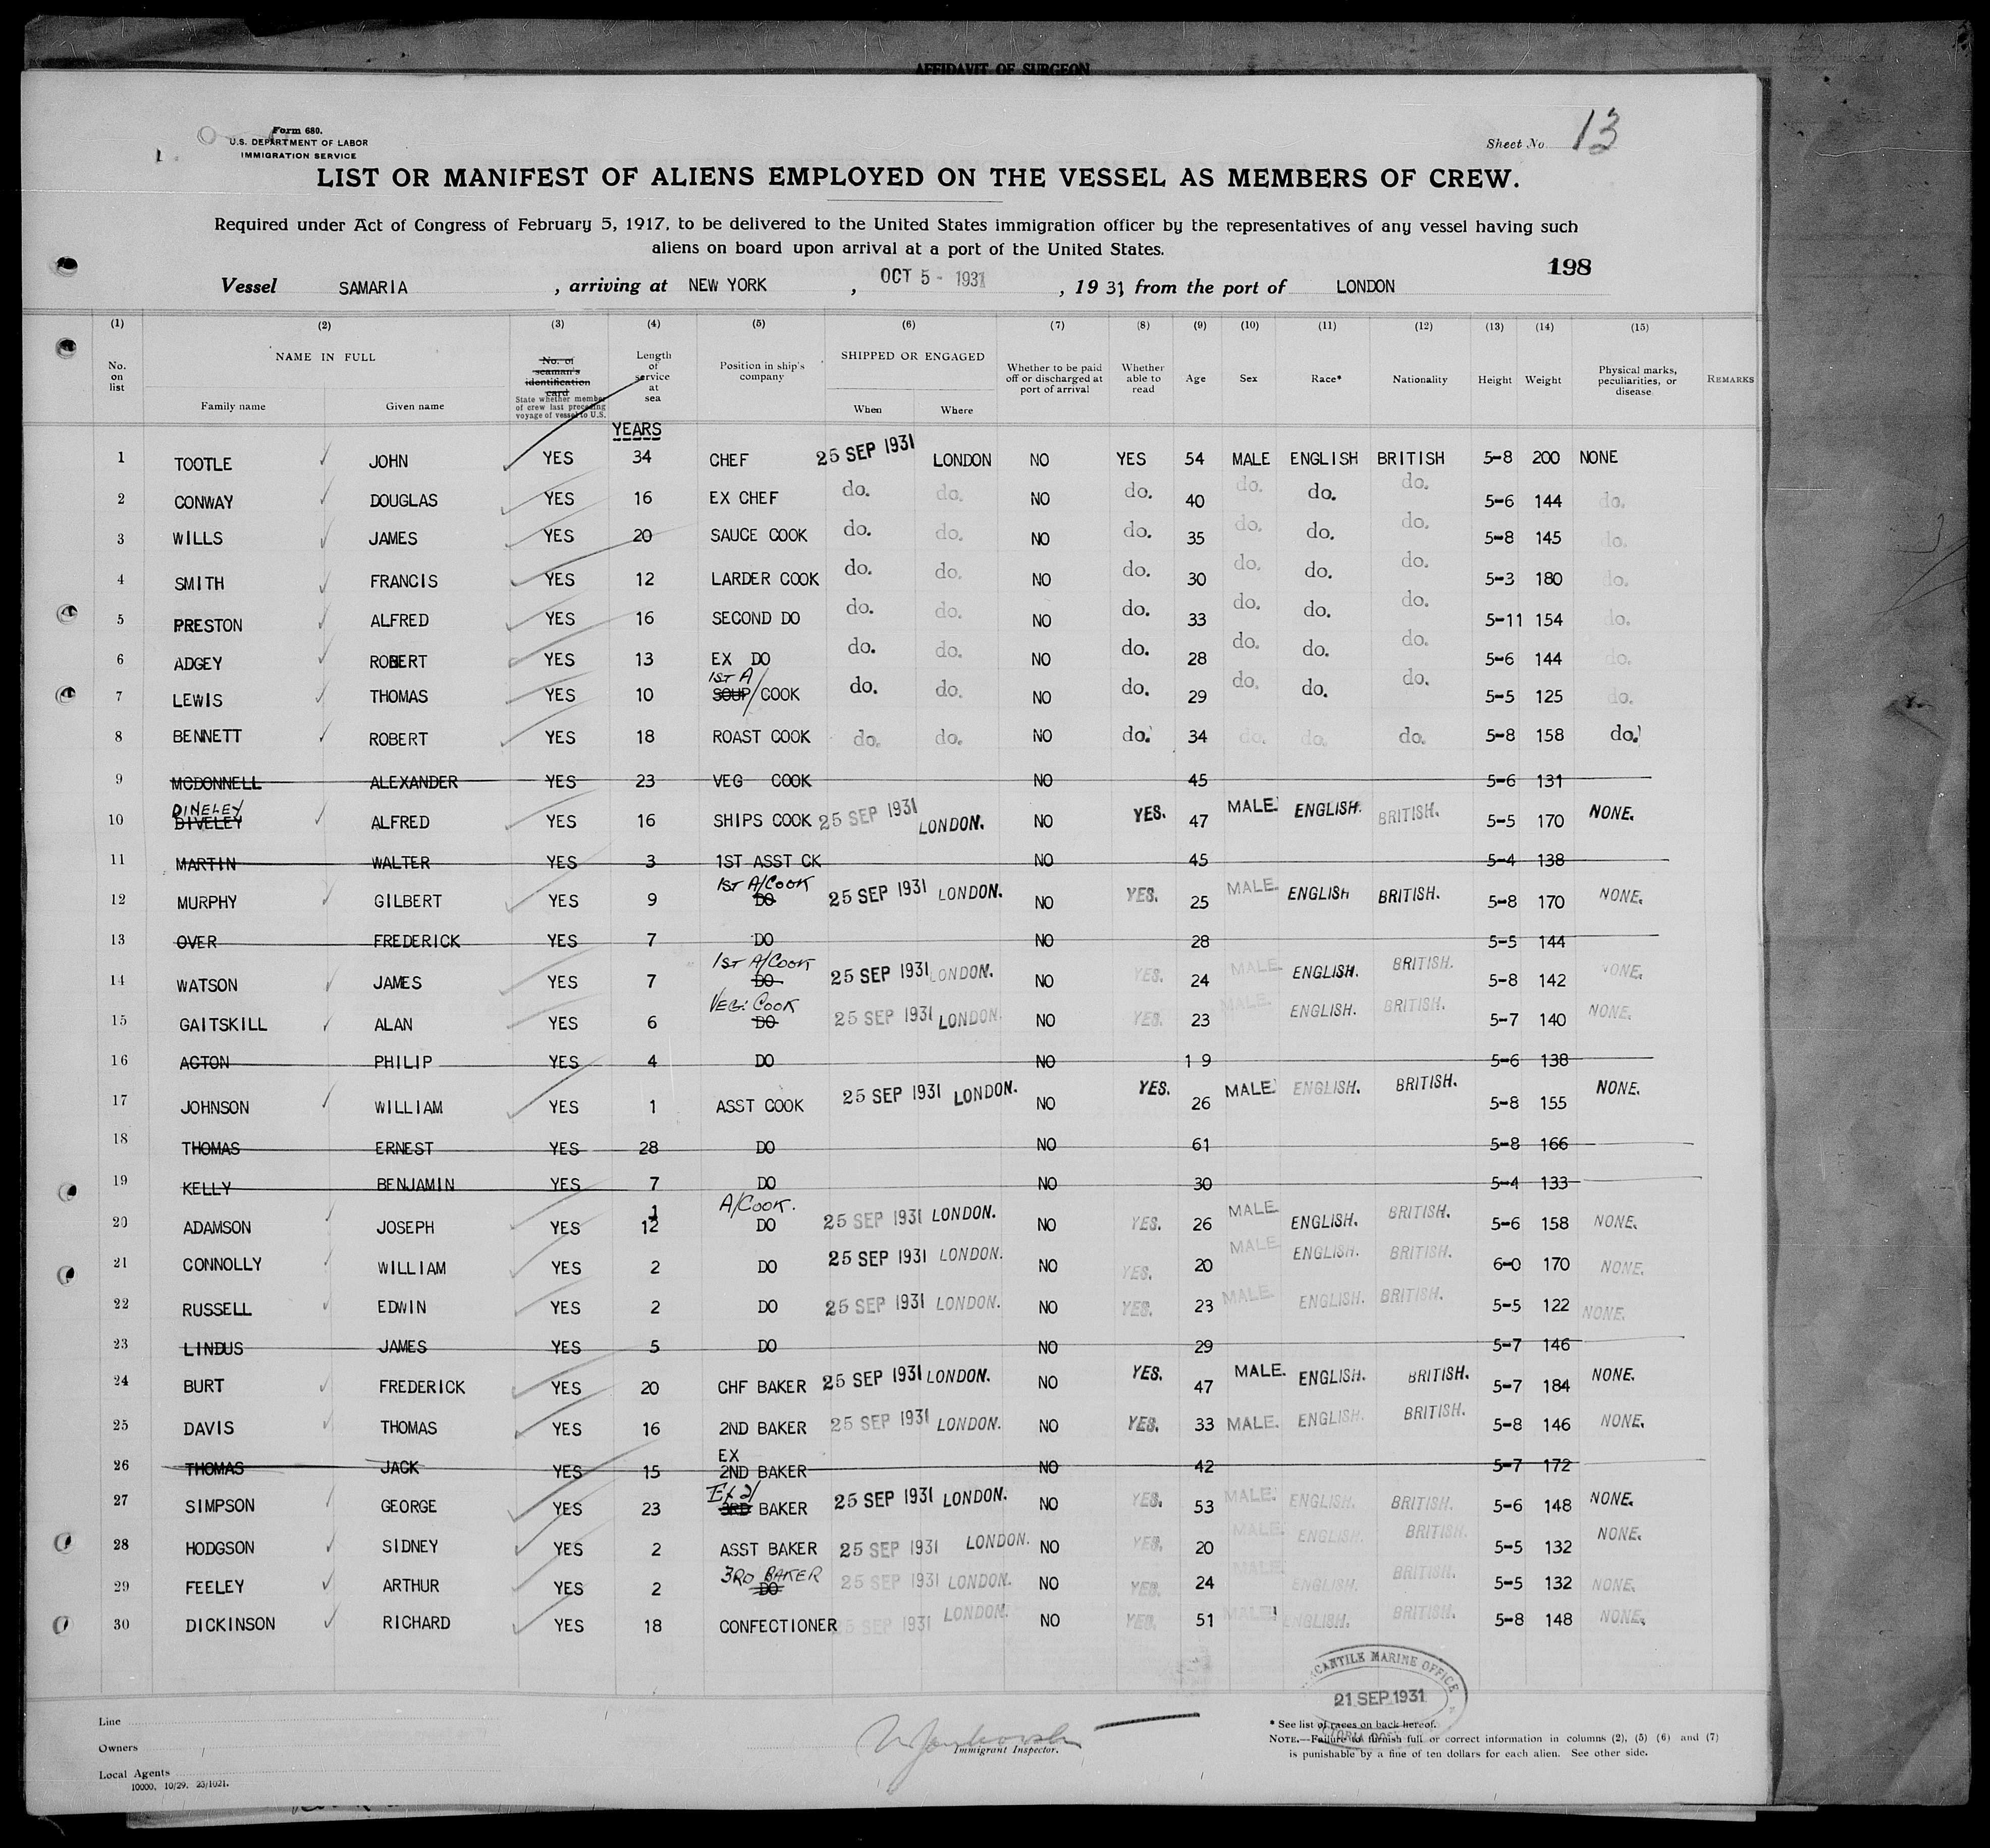 AFFIDAVIT OF SURGEON
Form 680.
U.S. DEPARTMENT OF LABOR
IMMIGRATION SERVICE
Sheet No 13
LIST OR MANIFEST OF ALIENS EMPLOYED ON THE VESSEL AS MEMBERS OF CREW.
Required under Act of Congress of February 5, 1917, to be delivered to the United States immigration officer by the representatives of any vessel having such
aliens on board upon arrival at a port of the United States.
198
Vessel SAMARIA, arriving at NEW YORK, OCT 5 - 1931, 1931 from the port of LONDON
(1) (2) (3) (4) (5) (6) (7) (8) (9) (10) (11) (12) (13) (14) (15)
No. on list NAME IN FULL Family name Given name No. of seaman's identification card State whether member of crew last preceding voyage of vessel to U.S. Length of service at sea Position in ship's company SHIPPED OR ENGAGED When Where Whether to be paid off or discharged at port of arrival Whether able to read Age Sex Race* Nationality Height Weight Physical marks, peculiarities, or disease REMARKS
YEARS
1 TOOTLE JOHN YES 34 CHEF 25 SEP 1931 LONDON NO YES 54 MALE ENGLISH BRITISH 5-8 200 NONE
2 CONWAY DOUGLAS YES 16 EX CHEF do. do. NO do. 40 do. do. do. 5-6 144 do.
3 WILLS JAMES YES 20 SAUCE COOK do. do. NO do. 35 do. do. do. 5-8 145 do.
4 SMITH FRANCIS YES 12 LARDER COOK do. do. NO do. 30 do. do. do. 5-3 180 do.
5 PRESTON ALFRED YES 16 SECOND DO do. do. NO do. 33 do. do. do. 5-11 154 do.
6 ADGEY ROBERT YES 13 EX DO do. do. NO do. 28 do. do. do. 5-6 144 do.
1ST A/
7 LEWIS THOMAS YES 10 SOUP COOK do. do. NO do. 29 do. do. do. 5-5 125 do.
8 BENNETT ROBERT YES 18 ROAST COOK do. do. NO do. 34 do. do. do. 5-8 158 do.
9 MCDONNELL ALEXANDER YES 23 VEG COOK NO 45 5-6 131
DINELEY
10 DIVELEY ALFRED YES 16 SHIPS COOK 25 SEP 1931 LONDON. NO YES. 47 MALE. ENGLISH. BRITISH. 5-5 170 NONE.
11 MARTIN WALTER YES 3 1ST ASST CK NO 45 5-4 138
1ST A/COOK
12 MURPHY GILBERT YES 9 DO 25 SEP 1931 LONDON. NO YES. 25 MALE. ENGLISH BRITISH. 5-8 170 NONE.
13 OVER FREDERICK YES 7 DO NO 28 5-5 144
1ST A/COOK
14 WATSON JAMES YES 7 DO 25 SEP 1931 LONDON. NO YES. 24 MALE. ENGLISH. BRITISH. 5-8 142 NONE.
VEG: COOK
15 GAITSKILL ALAN YES 6 DO 25 SEP 1931 LONDON. NO YES. 23 MALE. ENGLISH. BRITISH. 5-7 140 NONE.
16 ACTON PHILIP YES 4 DO NO 19 5-6 138
17 JOHNSON WILLIAM YES 1 ASST COOK 25 SEP 1931 LONDON. NO YES. 26 MALE. ENGLISH. BRITISH. 5-8 155 NONE.
18 THOMAS ERNEST YES 28 DO NO 61 5-8 166
19 KELLY BENJAMIN YES 7 DO NO 30 5-4 133
1 A/COOK.
20 ADAMSON JOSEPH YES 12 DO 25 SEP 1931 LONDON. NO YES. 26 MALE. ENGLISH. BRITISH. 5-6 158 NONE.
21 CONNOLLY WILLIAM YES 2 DO 25 SEP 1931 LONDON. NO YES. 20 MALE. ENGLISH. BRITISH. 6-0 170 NONE.
22 RUSSELL EDWIN YES 2 DO 25 SEP 1931 LONDON. NO YES. 23 MALE. ENGLISH. BRITISH. 5-5 122 NONE.
23 LINDUS JAMES YES 5 DO NO 29 5-7 146
24 BURT FREDERICK YES 20 CHF BAKER 25 SEP 1931 LONDON. NO YES. 47 MALE. ENGLISH. BRITISH. 5-7 184 NONE.
25 DAVIS THOMAS YES 16 2ND BAKER 25 SEP 1931 LONDON. NO YES. 33 MALE. ENGLISH. BRITISH. 5-8 146 NONE.
EX
26 THOMAS JACK YES 15 2ND BAKER NO 42 5-7 172
Ex 2/
27 SIMPSON GEORGE YES 23 3RD BAKER 25 SEP 1931 LONDON. NO YES. 53 MALE. ENGLISH. BRITISH. 5-6 148 NONE.
28 HODGSON SIDNEY YES 2 ASST BAKER 25 SEP 1931 LONDON. NO YES. 20 MALE. ENGLISH. BRITISH. 5-5 132 NONE.
3RD BAKER
29 FEELEY ARTHUR YES 2 DO 25 SEP 1931 LONDON. NO YES. 24 MALE. ENGLISH. BRITISH. 5-5 132 NONE.
30 DICKINSON RICHARD YES 18 CONFECTIONER 25 SEP 1931 LONDON. NO YES. 51 MALE. ENGLISH. BRITISH. 5-8 148 NONE.
MARINE OFFICE
21 SEP 1931
Line
Owners
Local Agents
10000, 10/29. 23/1021.
Immigrant Inspector.
* See list of races on back hereof.
NOTE.—Failure to furnish full or correct information in columns (2), (5) (6) and (7)
is punishable by a fine of ten dollars for each alien. See other side.